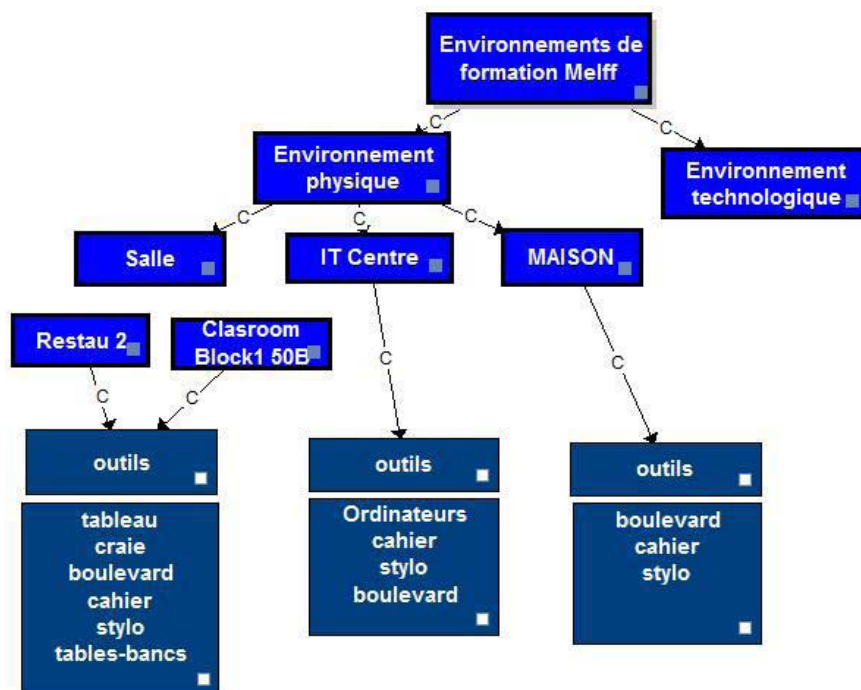 Environnements de
formation Melff
C
C
Environnement
physique
Environnement
technologique
C
C
C
Salle
IT Centre
MAISON
Restau 2
Clasroom
Block1 50B
C
C
C
C
outils
outils
outils
tableau
craie
boulevard
cahier
stylo
tables-bancs
Ordinateurs
cahier
stylo
boulevard
boulevard
cahier
stylo